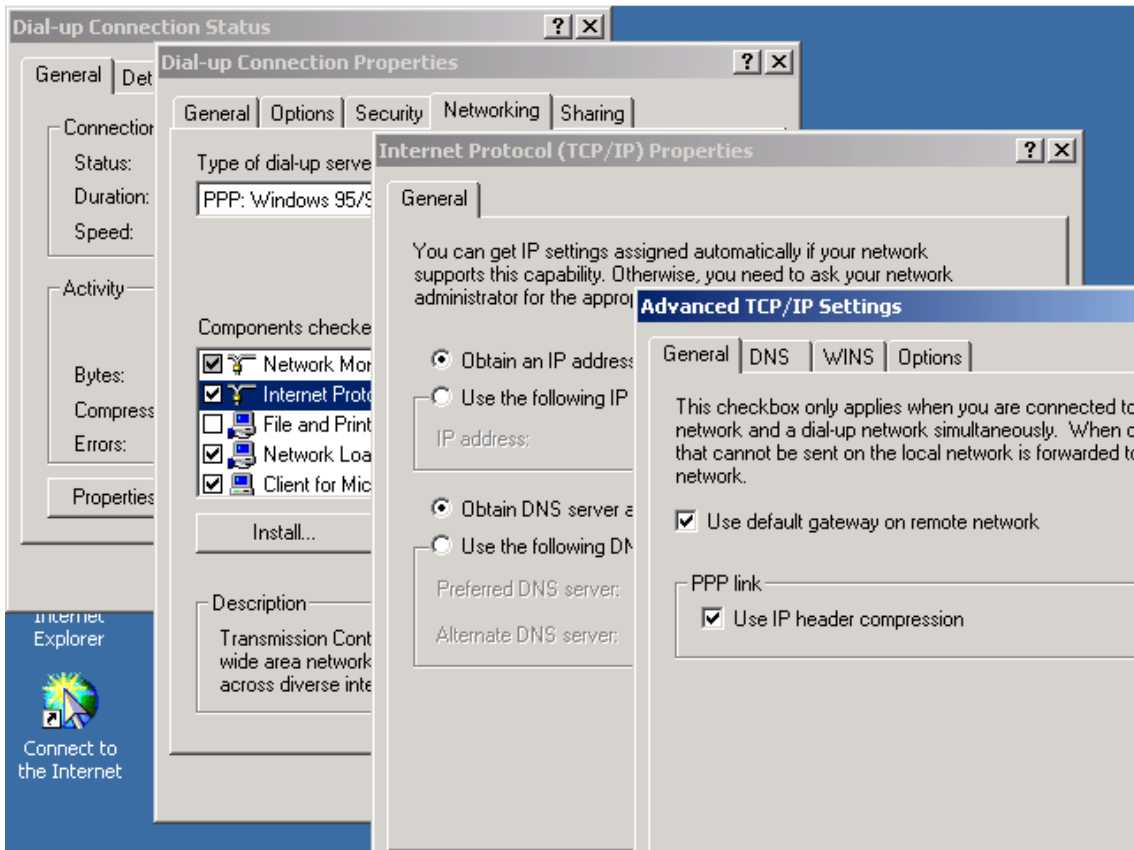 Dial-up Connection Status
General
Det
Connection
Status:
Duration:
Speed:
Activity
Bytes:
Compress
Errors:
Properties
Dial-up Connection Properties
General Options Security Networking Sharing
Type of dial-up serve
PPP: Windows 95/9
Components checke
Network Mor
Internet Proto
File and Print
Network Loa
Client for Mic
Install...
Description
Transmission Cont
wide area network
across diverse inte
Internet Protocol (TCP/IP) Properties
General
You can get IP settings assigned automatically if your network
supports this capability. Otherwise, you need to ask your network
administrator for the approp
Obtain an IP address
Use the following IP
IP address:
Obtain DNS server a
Use the following DN
Preferred DNS server:
Alternate DNS server:
Advanced TCP/IP Settings
General DNS WINS Options
This checkbox only applies when you are connected to
network and a dial-up network simultaneously. When o
that cannot be sent on the local network is forwarded to
network.
Use default gateway on remote network
PPP link
Use IP header compression
Internet
Explorer
Connect to
the Internet